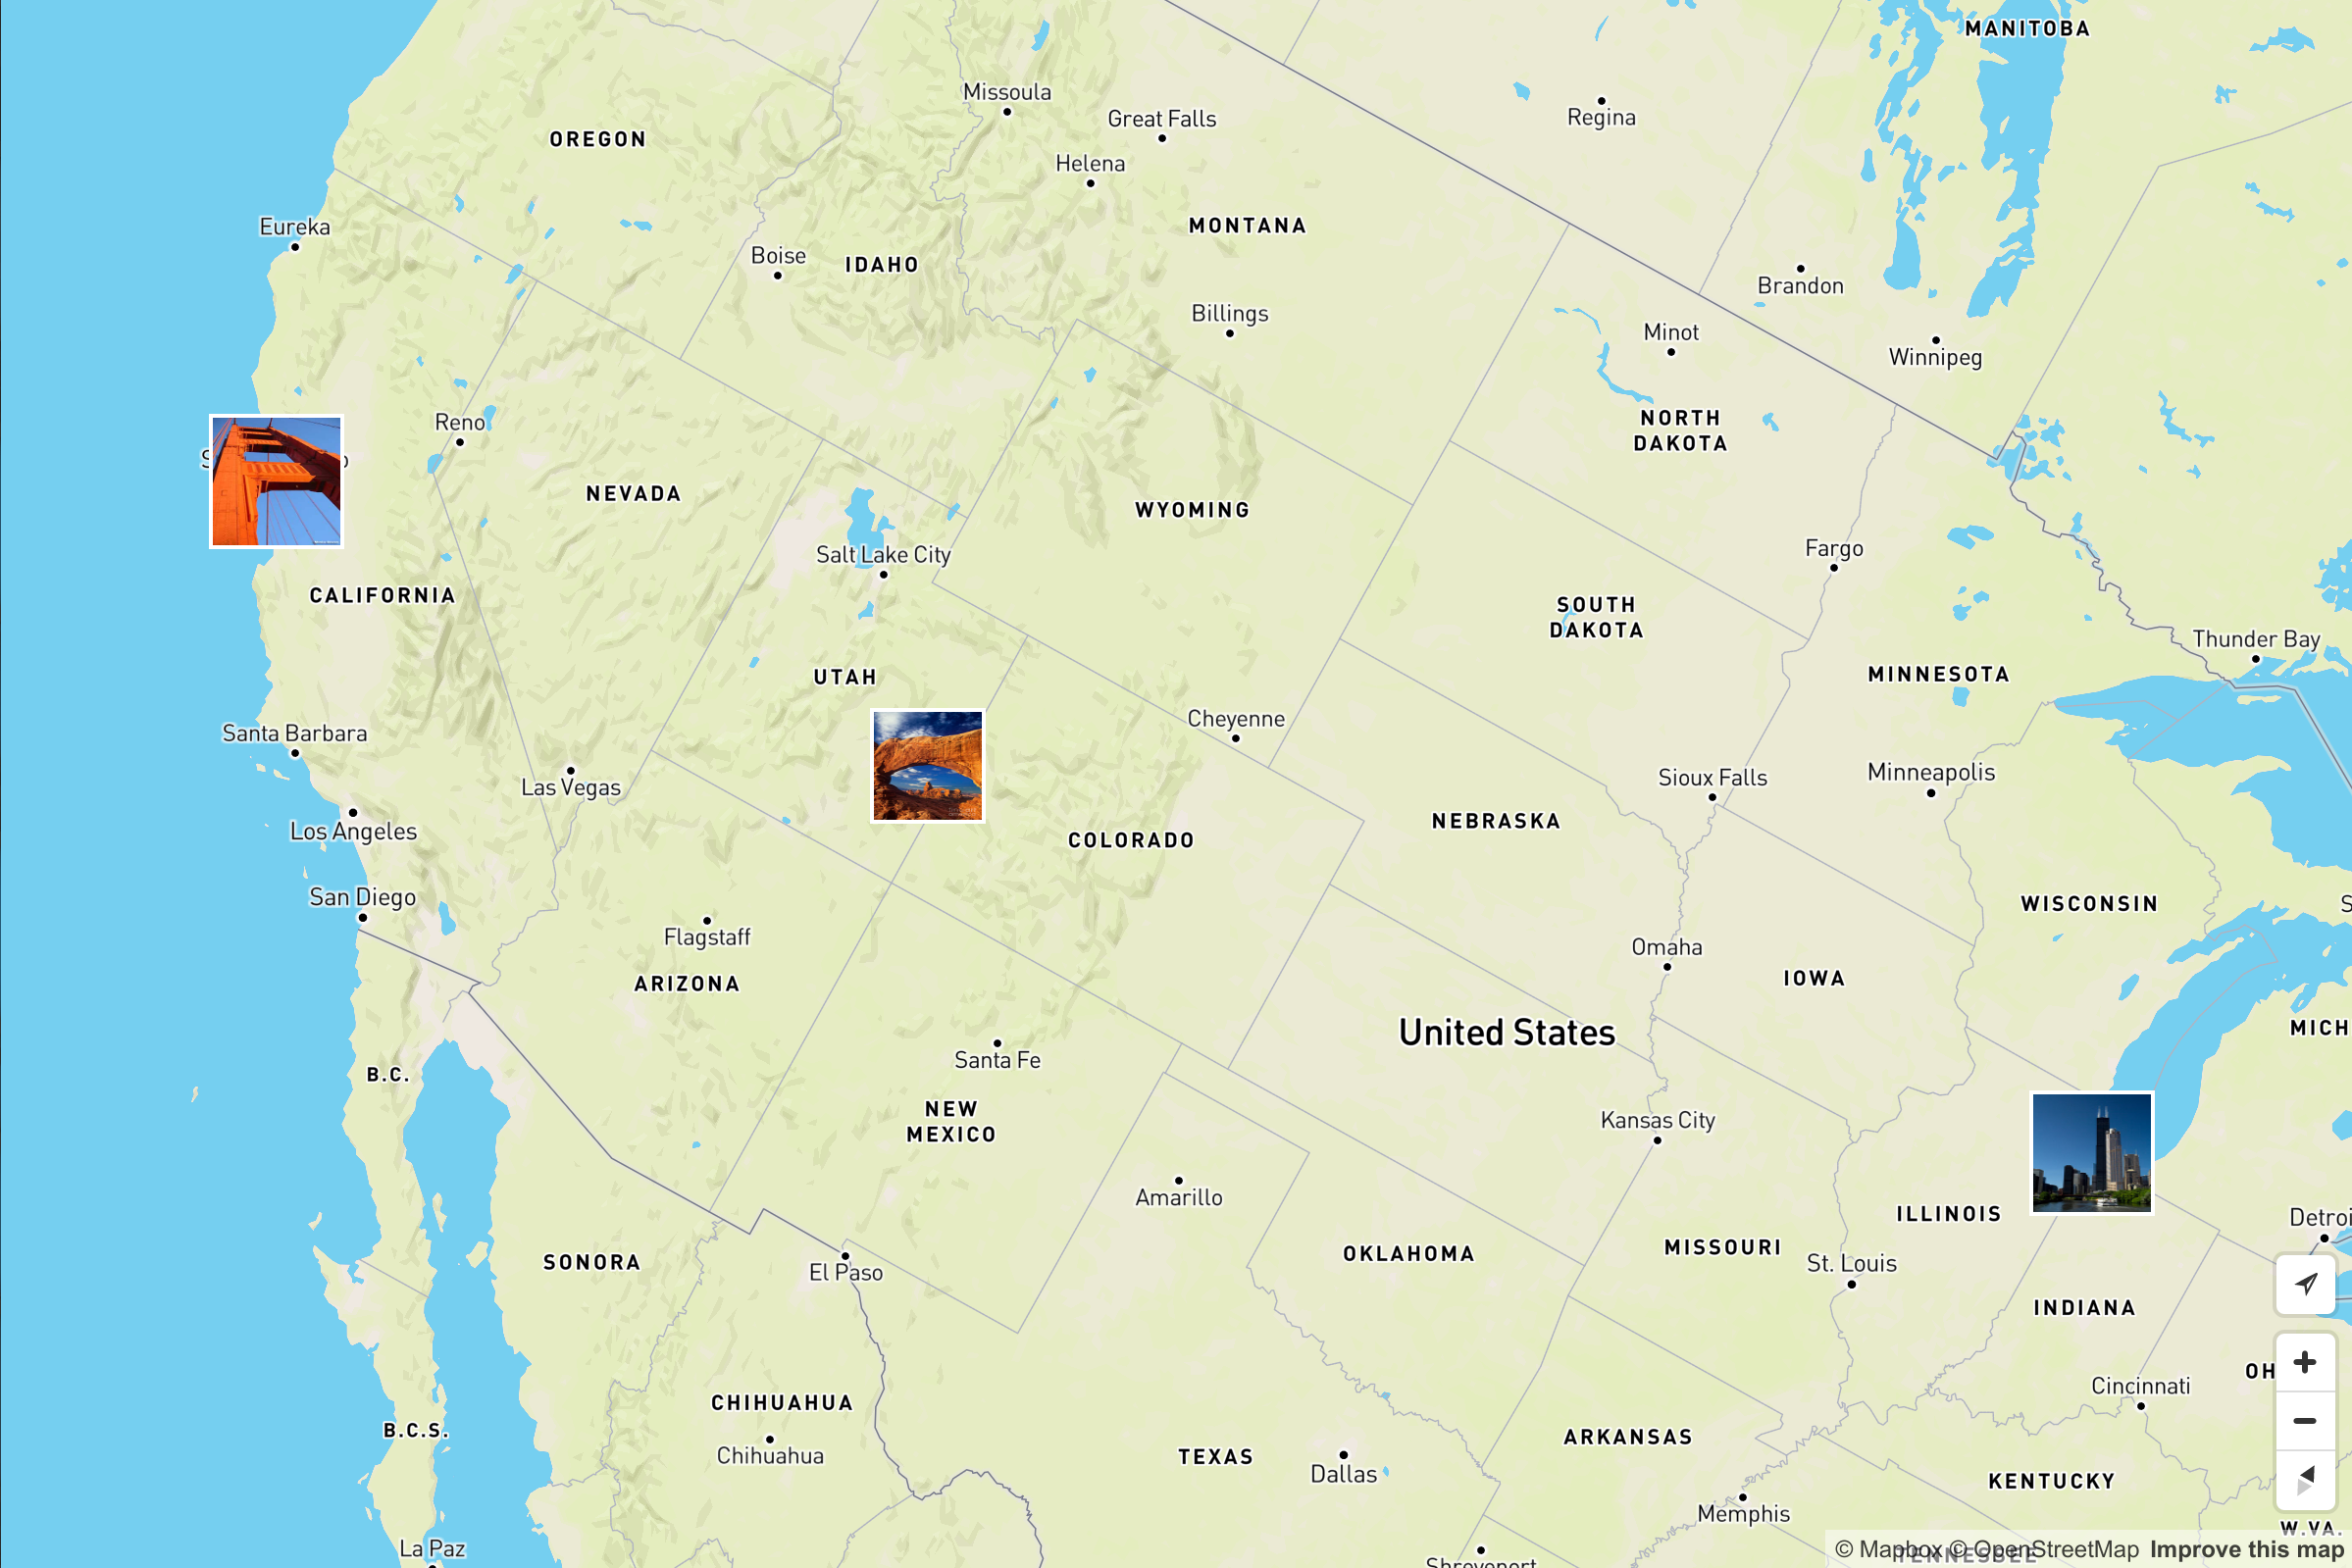 MANITOBA
Missoula
Great Falls
Regina
OREGON
Helena
MONTANA
Eureka
Boise
IDAHO
Brandon
Billings
Minot
Winnipeg
Reno
NORTH
DAKOTA
NEVADA
WYOMING
Salt Lake City
Fargo
CALIFORNIA
SOUTH
DAKOTA
Thunder Bay
UTAH
MINNESOTA
Santa Barbara
Cheyenne
Las Vegas
Sioux Falls
Minneapolis
Los Angeles
COLORADO
NEBRASKA
San Diego
WISCONSIN
Flagstaff
Omaha
ARIZONA
IOWA
United States
MICH
Santa Fe
B.C.
NEW
MEXICO
Kansas City
Amarillo
ILLINOIS
Detroi
SONORA
El Paso
OKLAHOMA
MISSOURI
St. Louis
INDIANA
OH
CHIHUAHUA
Cincinnati
B.C.S.
Chihuahua
TEXAS
Dallas
ARKANSAS
KENTUCKY
Memphis
W.VA.
La Paz
Shreveport
TENNESSEE
© Mapbox © OpenStreetMap Improve this map